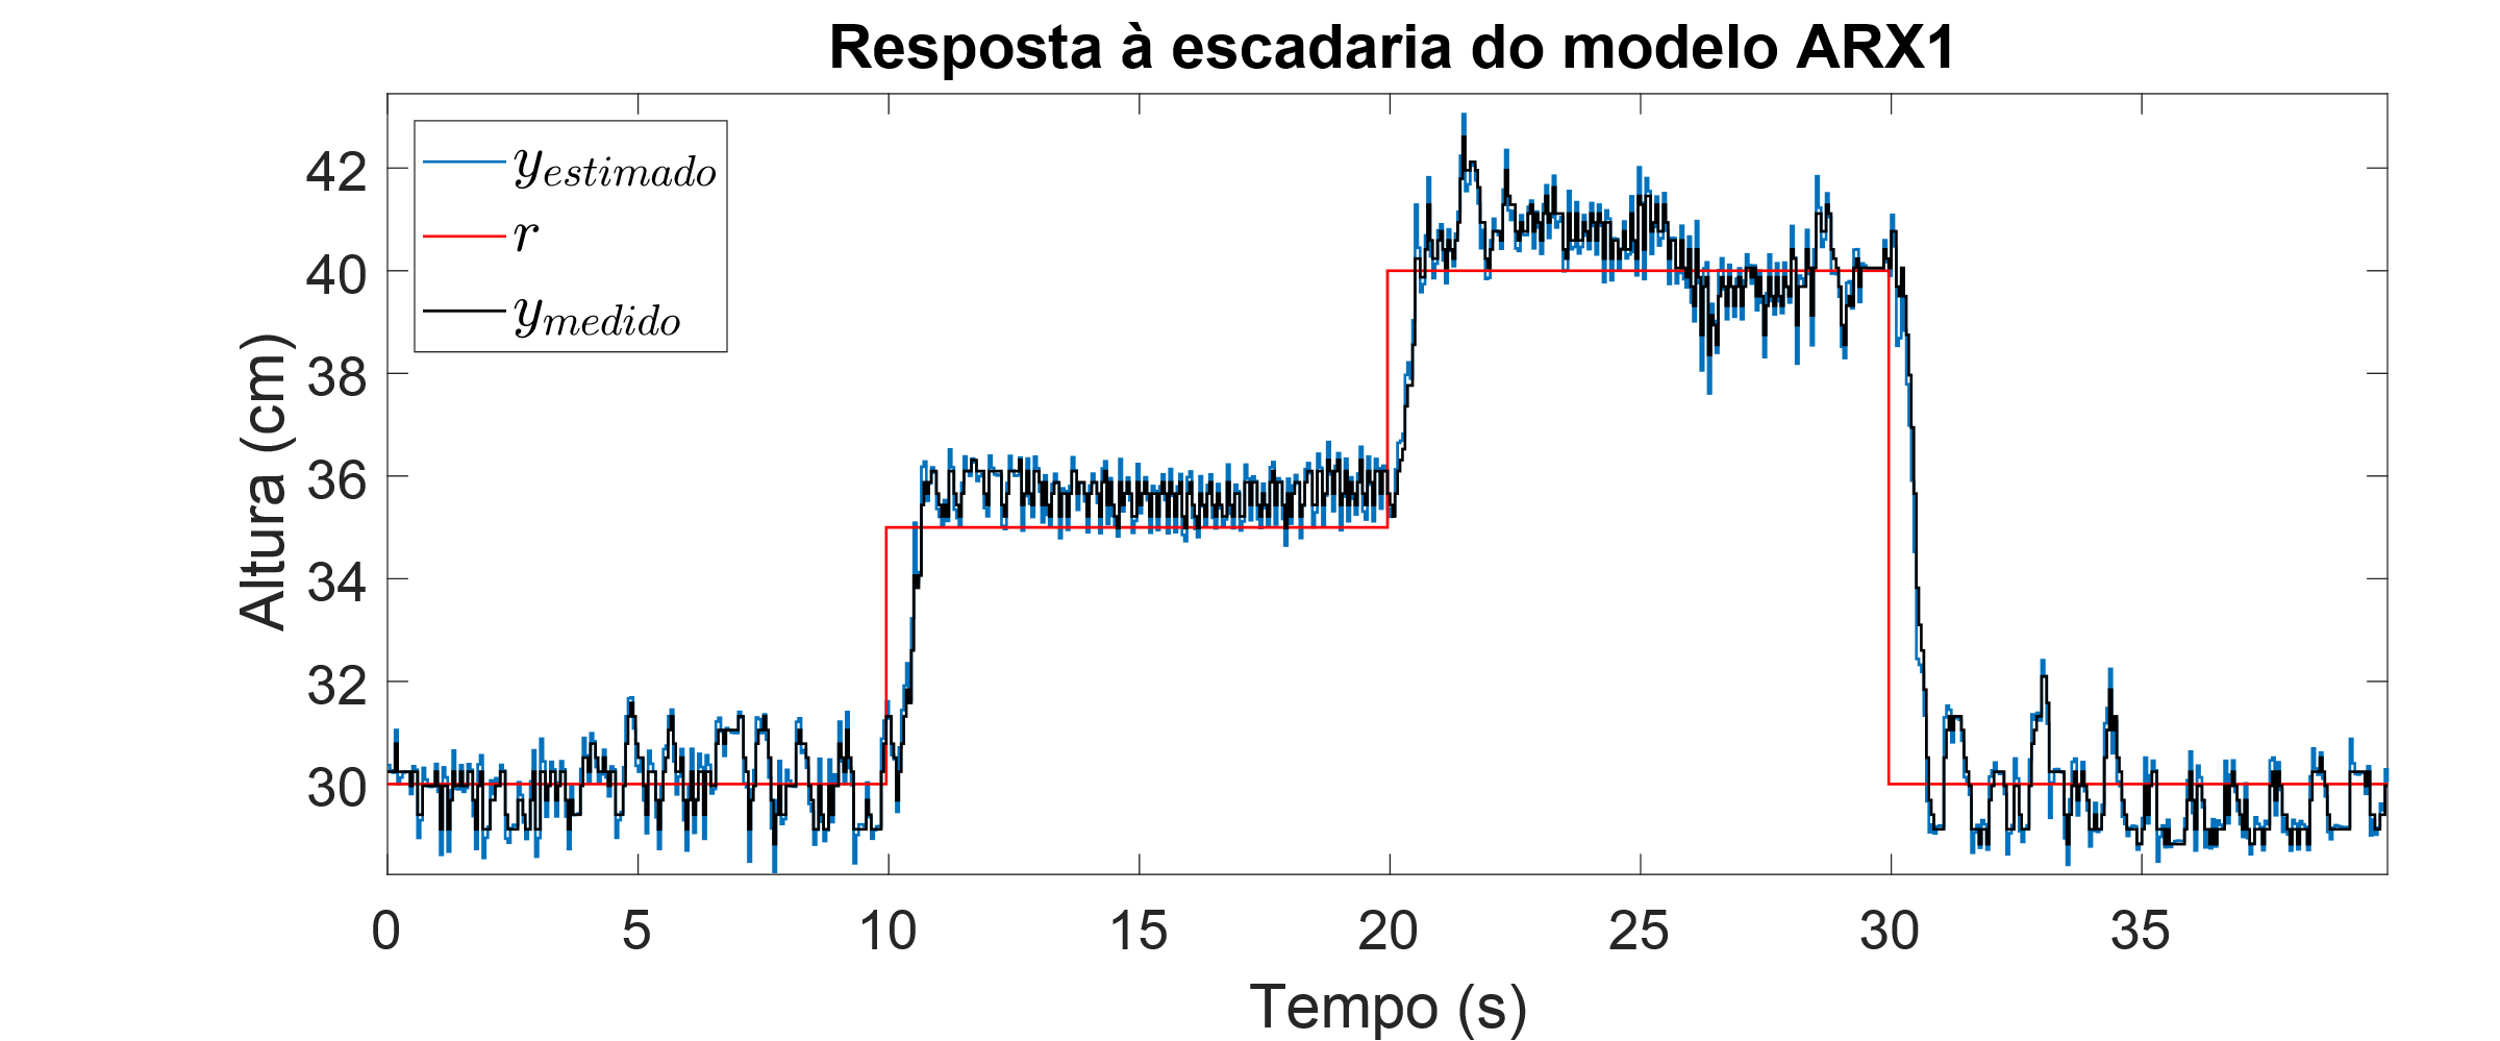 Resposta à escadaria do modelo ARX1
y_estimado
r
y_medido
Altura (cm)
42
40
38
36
34
32
30
0 5 10 15 20 25 30 35
Tempo (s)